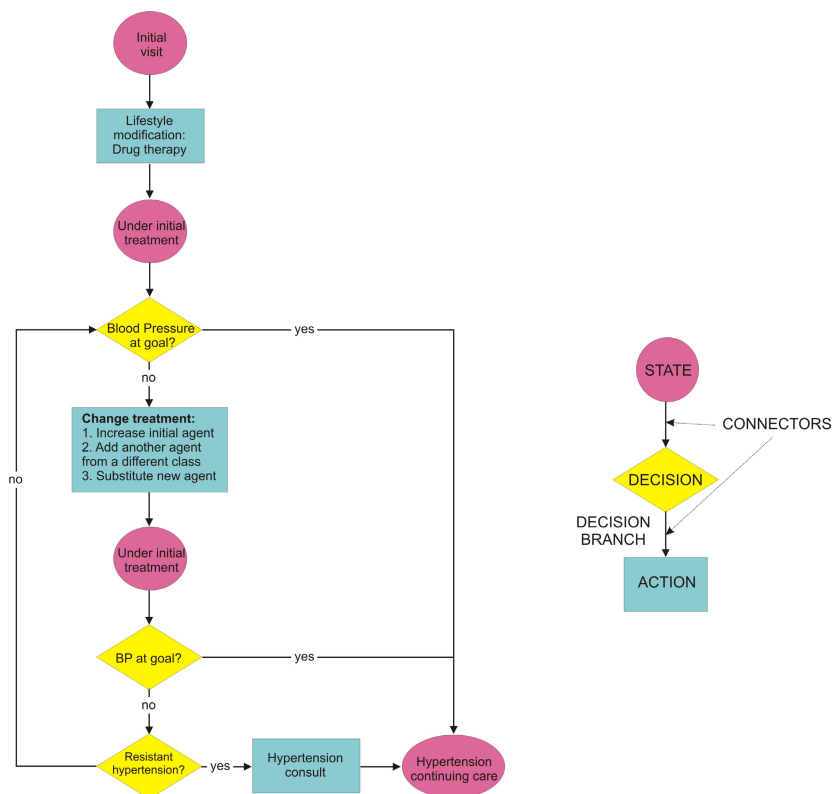 Initial
visit
Lifestyle
modification:
Drug therapy
Under initial
treatment
Blood Pressure
at goal?
yes
no
Change treatment:
1. Increase initial agent
2. Add another agent
from a different class
3. Substitute new agent
no
Under initial
treatment
BP at goal?
yes
no
Resistant
hypertension?
yes
Hypertension
consult
Hypertension
continuing care
STATE
CONNECTORS
DECISION
DECISION
BRANCH
ACTION